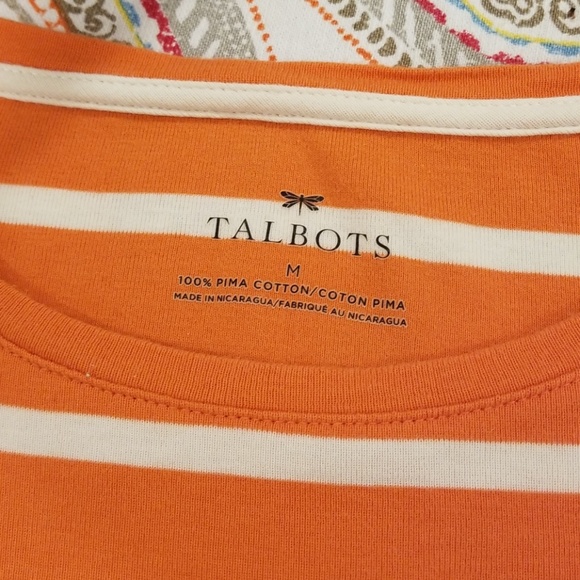 TALBOTS
M
100% PIMA COTTON/COTON PIMA
MADE IN NICARAGUA/FABRIQUÉ AU NICARAGUA